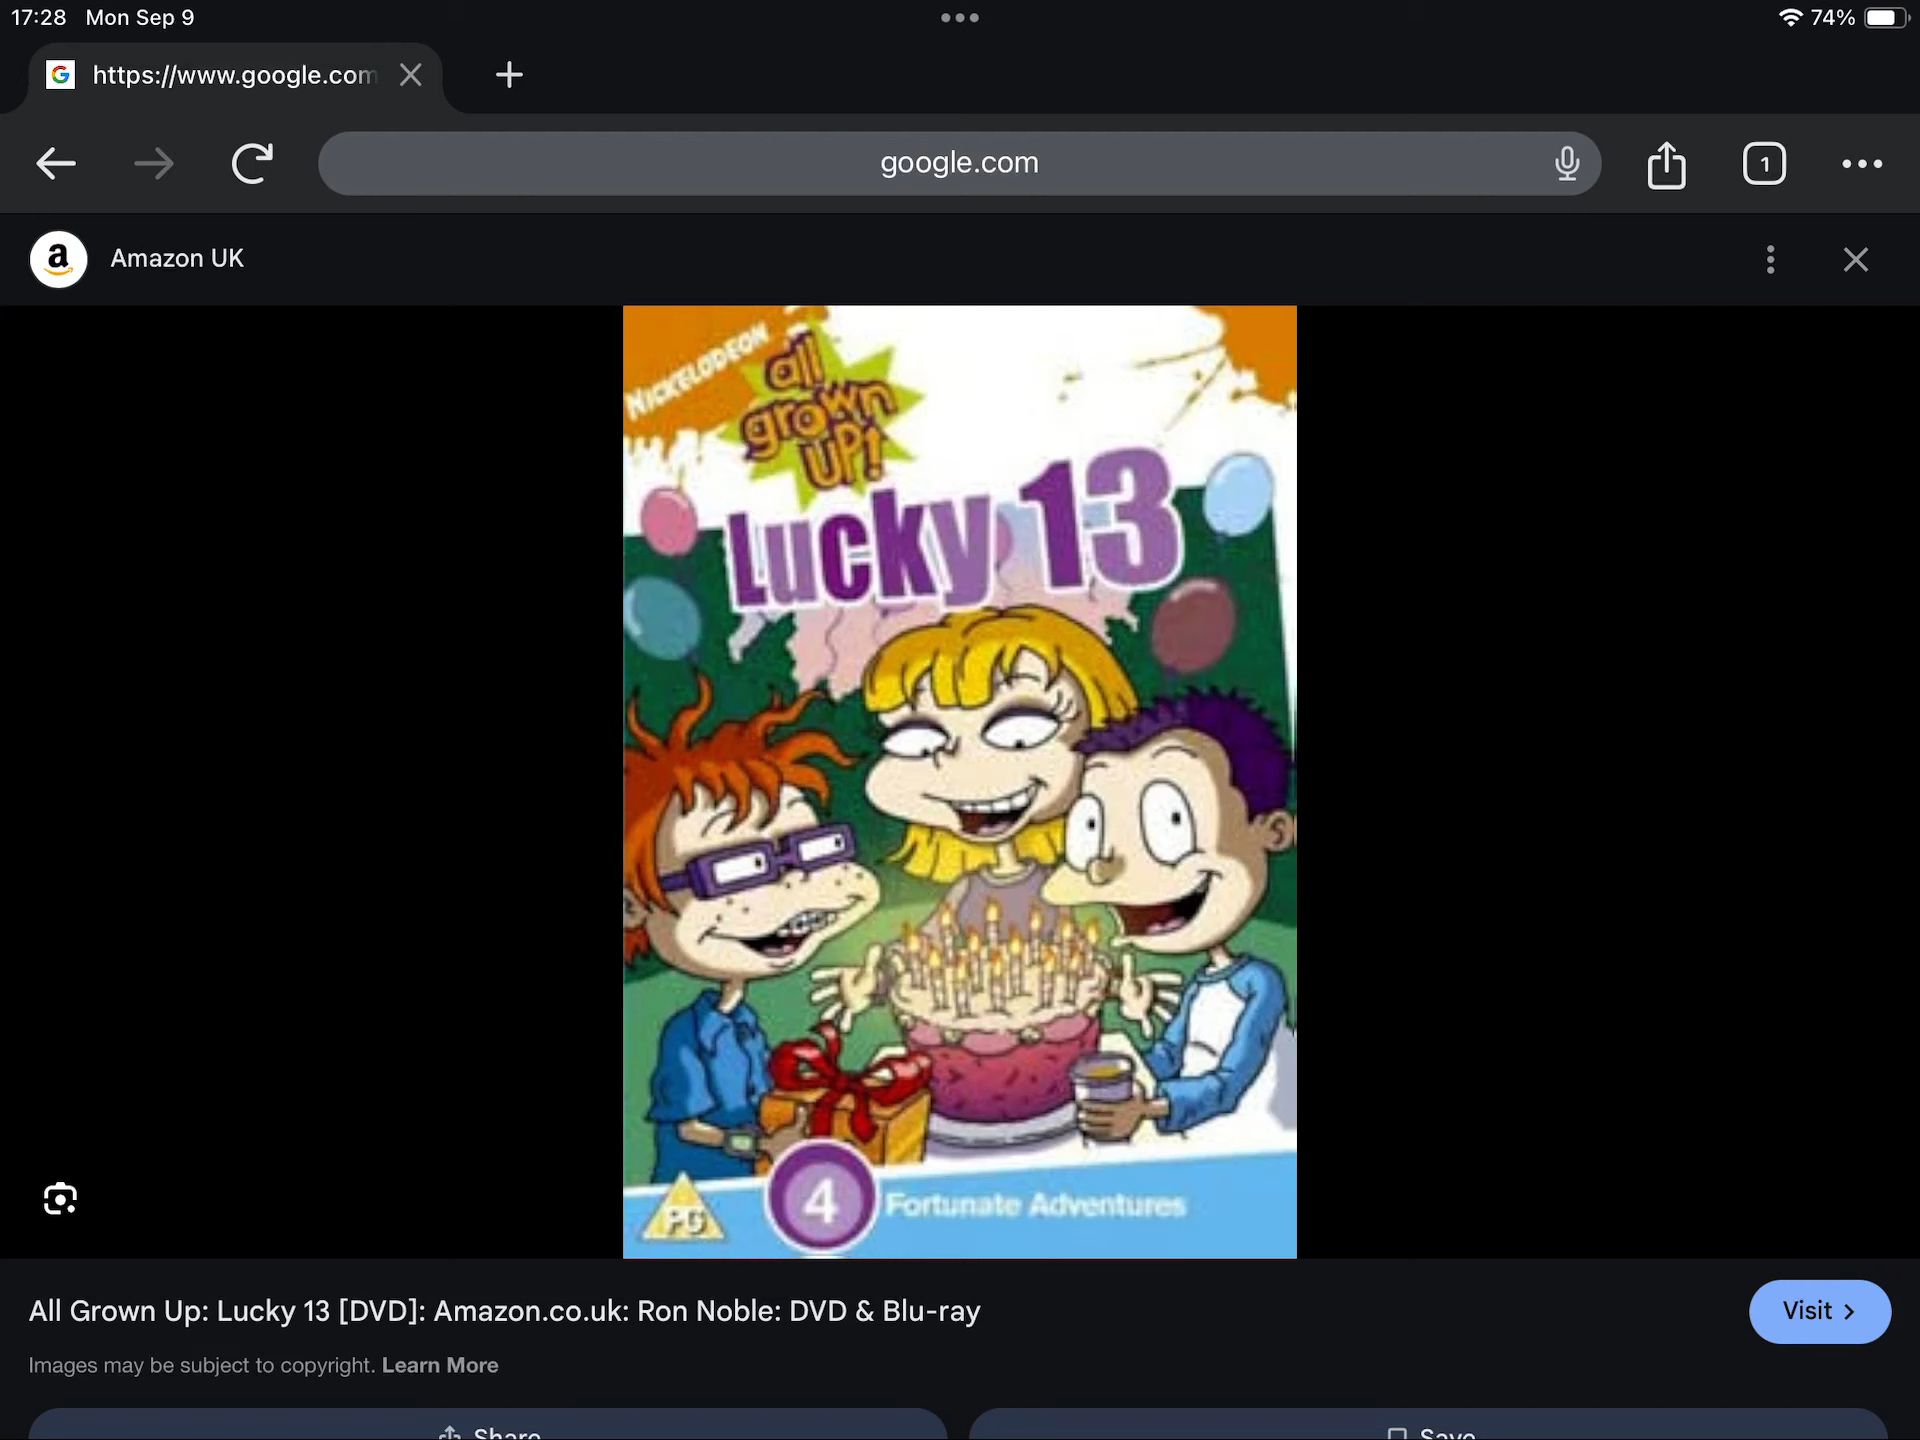 17:28 Mon Sep 9
74%
https://www.google.com
google.com
1
a
Amazon UK
NICKELODEON
all
grown
UP!
Lucky 13
PG
4
Fortunate Adventures
All Grown Up: Lucky 13 [DVD]: Amazon.co.uk: Ron Noble: DVD & Blu-ray
Visit
Images may be subject to copyright. Learn More
Share
Save